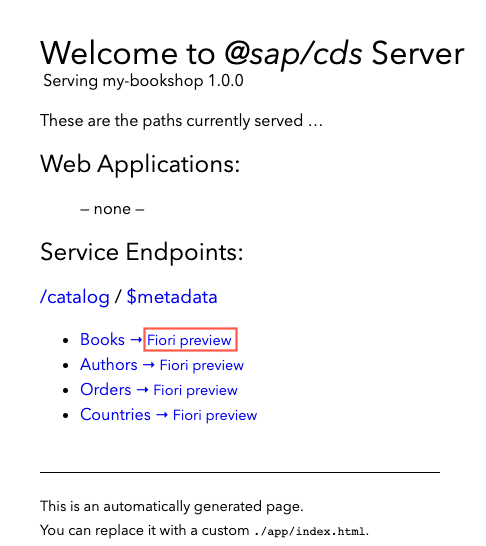 Welcome to @sap/cds Server
Serving my-bookshop 1.0.0
These are the paths currently served …
Web Applications:
— none —
Service Endpoints:
/catalog / $metadata
• Books → Fiori preview
• Authors → Fiori preview
• Orders → Fiori preview
• Countries → Fiori preview
This is an automatically generated page.
You can replace it with a custom ./app/index.html.